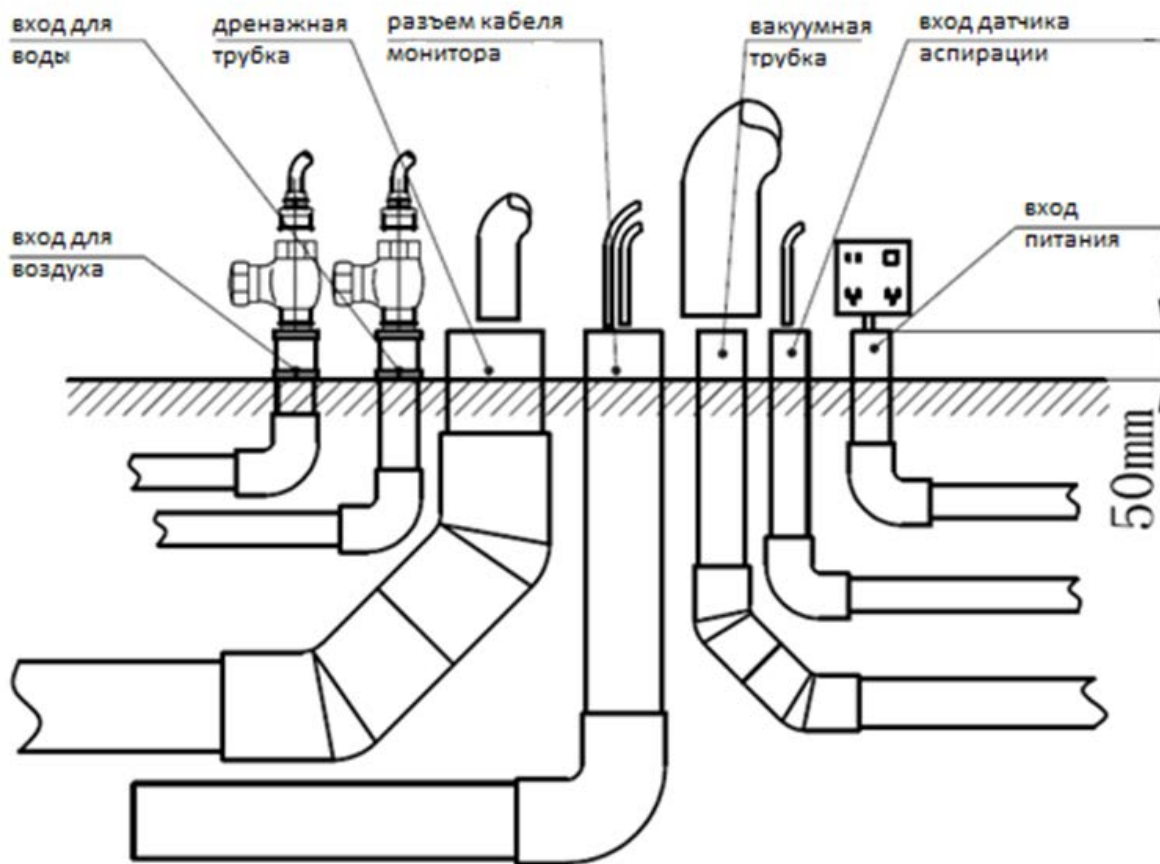 вход для
воды
дренажная
трубка
разъем кабеля
монитора
вакуумная
трубка
вход датчика
аспирации
вход для
воздуха
вход
питания
50mm